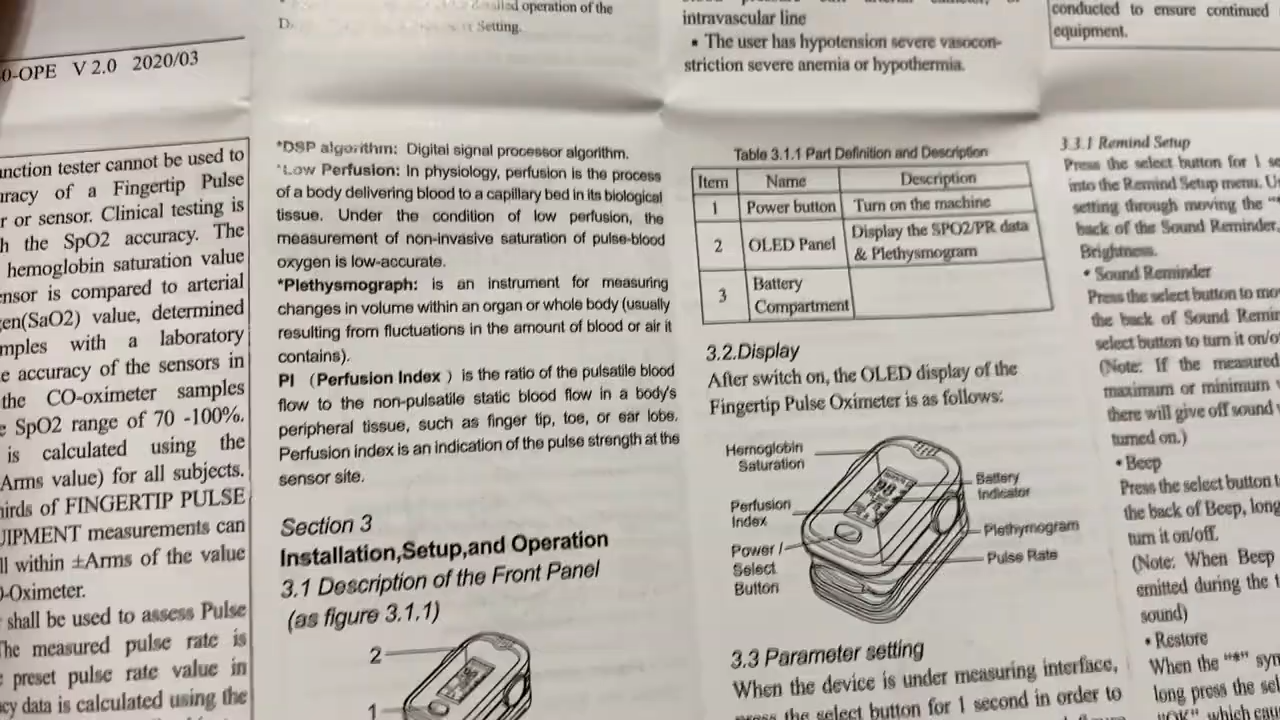 0-OPE V 2.0 2020/03
unction tester cannot be used to
uracy of a Fingertip Pulse
r or sensor. Clinical testing is
h the SpO2 accuracy. The
hemoglobin saturation value
ensor is compared to arterial
gen(SaO2) value, determined
mples with a laboratory
e accuracy of the sensors in
the CO-oximeter samples
e SpO2 range of 70 -100%.
is calculated using the
Arms value) for all subjects.
hirds of FINGERTIP PULSE
UIPMENT measurements can
ll within ±Arms of the value
O-Oximeter.
shall be used to assess Pulse
The measured pulse rate is
preset pulse rate value in
cy data is calculated using the
operation of the
Setting.
*DSP algorithm: Digital signal processor algorithm.
*Low Perfusion: In physiology, perfusion is the process
of a body delivering blood to a capillary bed in its biological
tissue. Under the condition of low perfusion, the
measurement of non-invasive saturation of pulse-blood
oxygen is low-accurate.
*Plethysmograph: is an instrument for measuring
changes in volume within an organ or whole body (usually
resulting from fluctuations in the amount of blood or air it
contains).
PI (Perfusion Index ) is the ratio of the pulsatile blood
flow to the non-pulsatile static blood flow in a body's
peripheral tissue, such as finger tip, toe, or ear lobe.
Perfusion index is an indication of the pulse strength at the
sensor site.
Section 3
Installation,Setup,and Operation
3.1 Description of the Front Panel
(as figure 3.1.1)
2
1
intravascular line
• The user has hypotension severe vasocon-
striction severe anemia or hypothermia.
Table 3.1.1 Part Definition and Description
Item Name Description
1 Power button Turn on the machine
2 OLED Panel Display the SPO2/PR data
& Plethysmogram
3 Battery
Compartment
3.2.Display
After switch on, the OLED display of the
Fingertip Pulse Oximeter is as follows:
Hemoglobin
Saturation
Perfusion
Index
Power /
Select
Button
Battery
Indicator
Plethymogram
Pulse Rate
3.3 Parameter setting
When the device is under measuring interface,
press the select button for 1 second in order to
conducted to ensure continued
equipment.
3.3.1 Remind Setup
Press the select button for 1 se
into the Remind Setup menu. U
setting through moving the "*
back of the Sound Reminder,
Brightness.
• Sound Reminder
Press the select button to mo
the back of Sound Remin
select button to turn it on/o
(Note: If the measured
maximum or minimum
there will give off sound
turned on.)
• Beep
Press the select button t
the back of Beep, long
turn it on/off.
(Note: When Beep
emitted during the t
sound)
• Restore
When the "*" sym
long press the sel
"OK" which cau